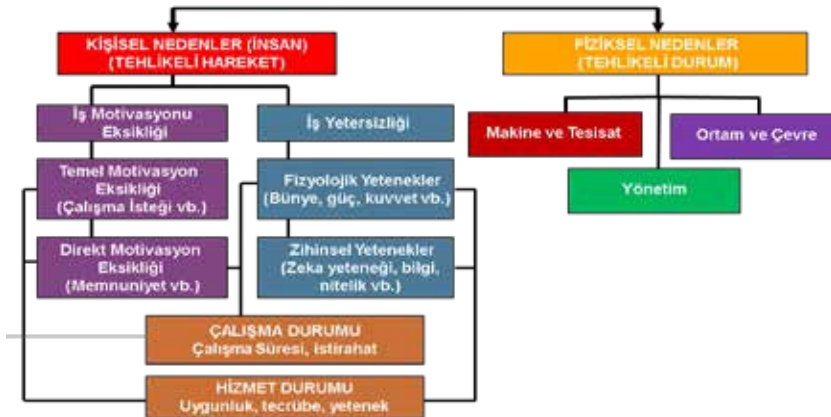 KİŞİSEL NEDENLER (İNSAN)
(TEHLİKELİ HAREKET)
FİZİKSEL NEDENLER
(TEHLİKELİ DURUM)
İş Motivasyonu
Eksikliği
İş Yetersizliği
Makine ve Tesisat
Ortam ve Çevre
Yönetim
Temel Motivasyon
Eksikliği
(Çalışma İsteği vb.)
Fizyolojik Yetenekler
(Bünye, güç, kuvvet vb.)
Direkt Motivasyon
Eksikliği
(Memnuniyet vb.)
Zihinsel Yetenekler
(Zeka yeteneği, bilgi,
nitelik vb.)
ÇALIŞMA DURUMU
Çalışma Süresi, istirahat
HİZMET DURUMU
Uygunluk, tecrübe, yetenek